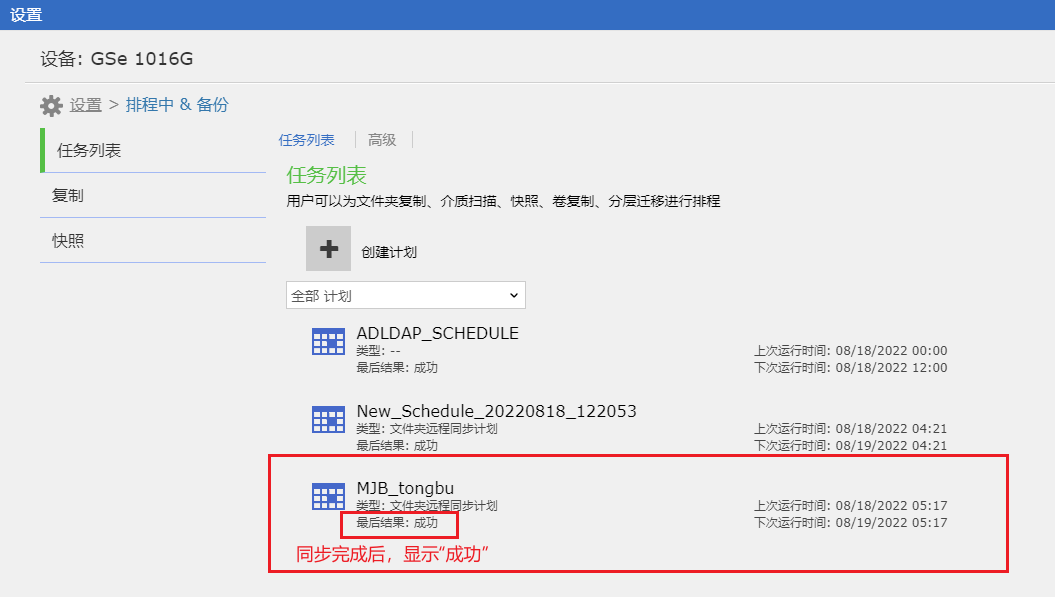 设置
设备: GSe 1016G
设置 > 排程中 & 备份
任务列表
复制
快照
任务列表 高级
任务列表
用户可以为文件夹复制、介质扫描、快照、卷复制、分层迁移进行排程
创建计划
全部 计划
ADLDAP_SCHEDULE
类型: --
最后结果: 成功
上次运行时间: 08/18/2022 00:00
下次运行时间: 08/18/2022 12:00
New_Schedule_20220818_122053
类型: 文件夹远程同步计划
最后结果: 成功
上次运行时间: 08/18/2022 04:21
下次运行时间: 08/19/2022 04:21
MJB_tongbu
类型: 文件夹远程同步计划
最后结果: 成功
上次运行时间: 08/18/2022 05:17
下次运行时间: 08/19/2022 05:17
同步完成后，显示“成功”